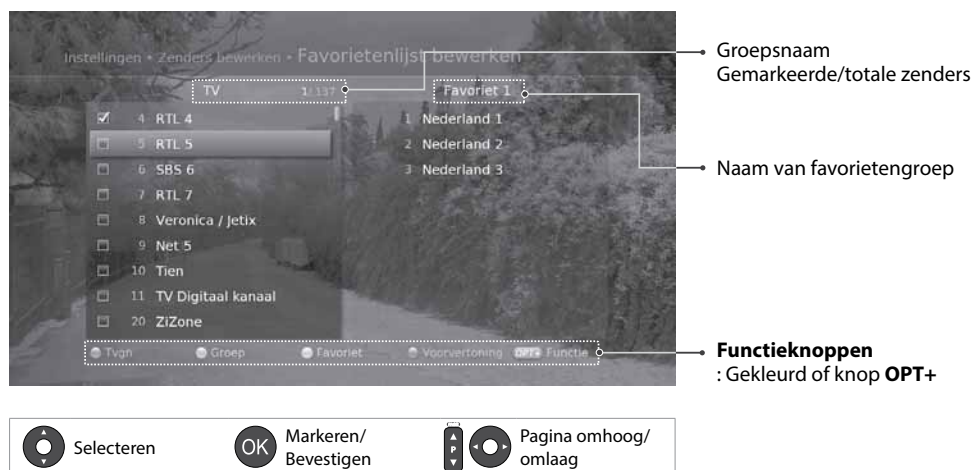 Instellingen • Zenders bewerken • Favorietenlijst bewerken
TV 1/137
Favoriet 1
4 RTL 4
5 RTL 5
6 SBS 6
7 RTL 7
8 Veronica / Jetix
9 Net 5
10 Tien
11 TV Digitaal kanaal
20 ZiZone
1 Nederland 1
2 Nederland 2
3 Nederland 3
Tvgn Groep Favoriet Voorvertoning OPT+ Functie
Groepsnaam
Gemarkeerde/totale zenders
Naam van favorietengroep
Functieknoppen
: Gekleurd of knop OPT+
Selecteren
OK
Markeren/
Bevestigen
P
Pagina omhoog/
omlaag